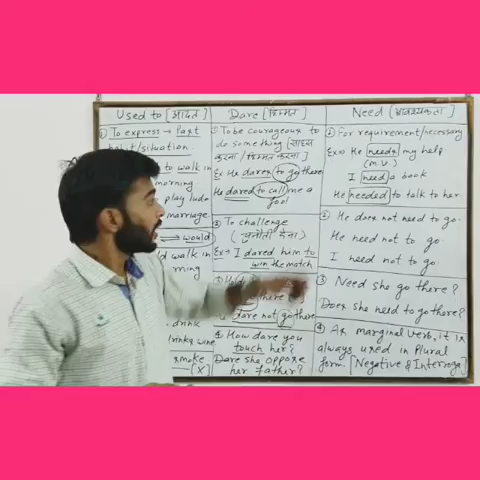 Used to [आदत]
① To express → Past
habit/situation
to walk in
morning
play ludo
marriage
would
walk in
morning
drink
drinks wine
smoke
(X)
Dare [हिम्मत]
① To be courageous to
do something [साहस
करना / हिम्मत करना]
Ex He dares to go there
He dared to call me a
fool
② To challenge
(चुनौती देना)
Ex → I dared him to
win the match
③
there
dare not go there
④ How dare you
touch her?
Dare she oppose
her father?
Need [आवश्यकता]
① For requirement/necessary
Ex → He needs my help
(M.V.)
I need a book
He needed to talk to her.
② He does not need to go.
He need not to go
I need not to go
③ Need she go there?
Does she need to go there?
④ As marginal verb, it is
always used in Plural
form. [Negative & Interroga]